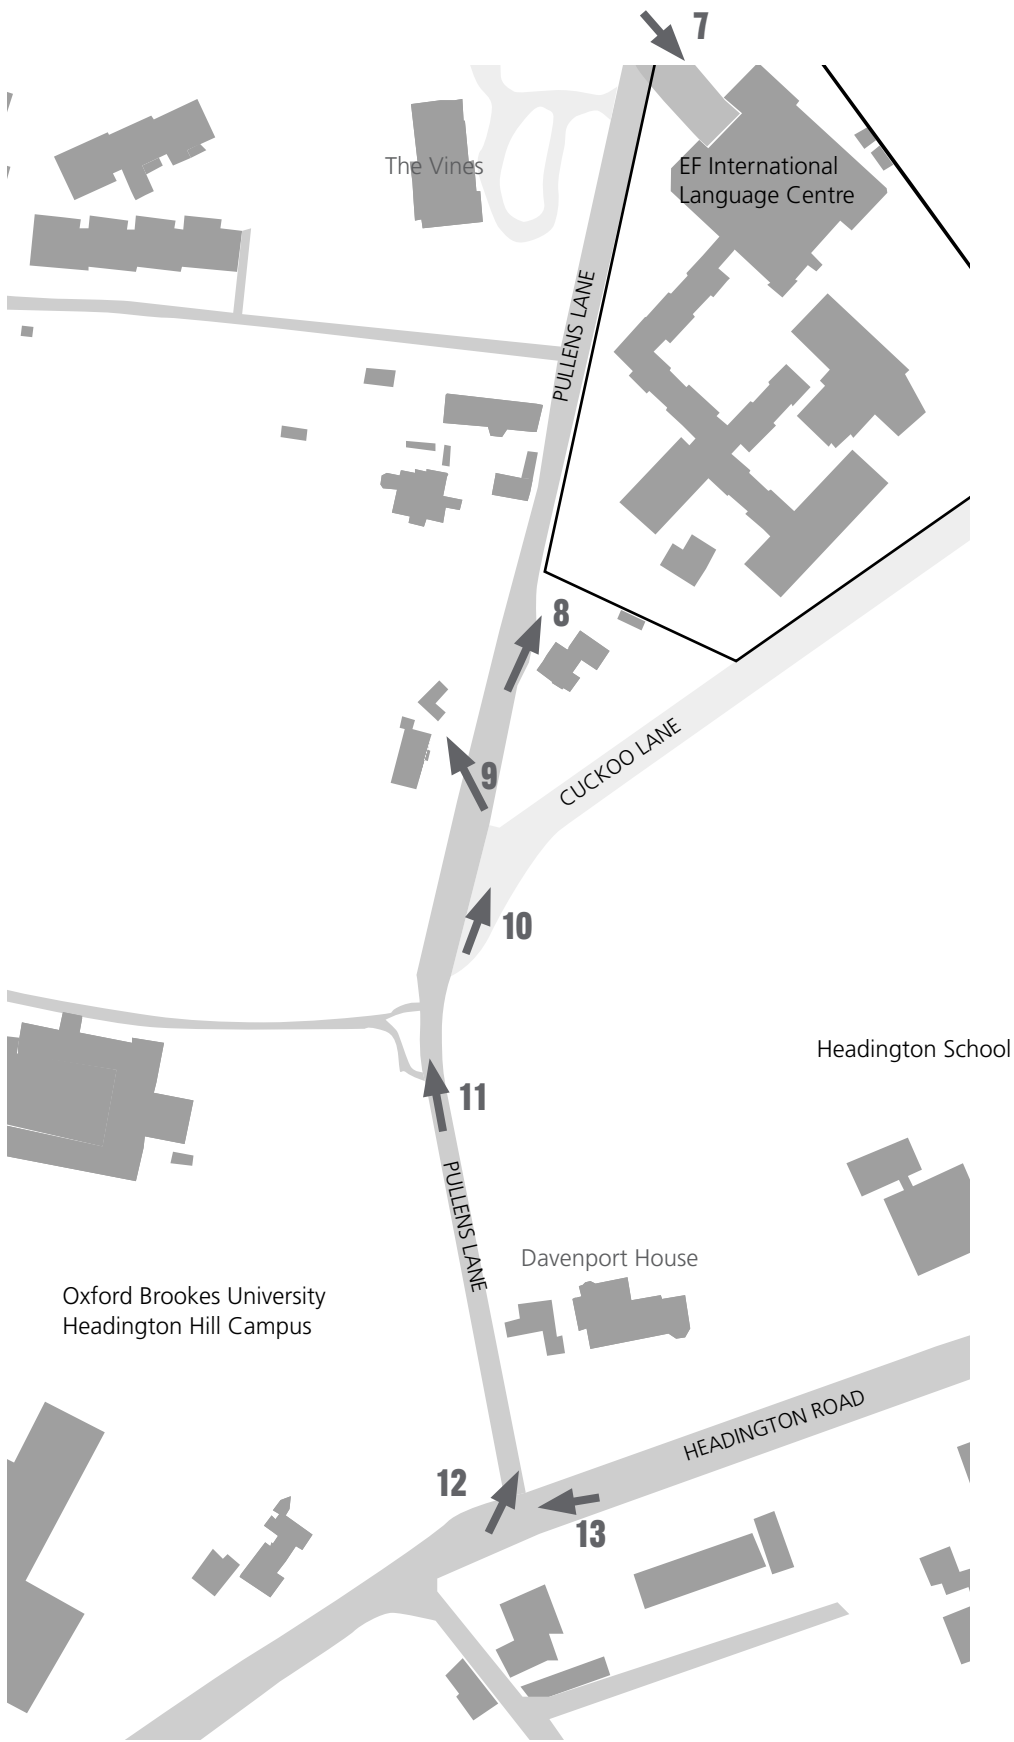 7
The Vines
EF International
Language Centre
PULLENS LANE
8
CUCKOO LANE
9
10
Headington School
11
PULLENS LANE
Davenport House
Oxford Brookes University
Headington Hill Campus
HEADINGTON ROAD
12
13